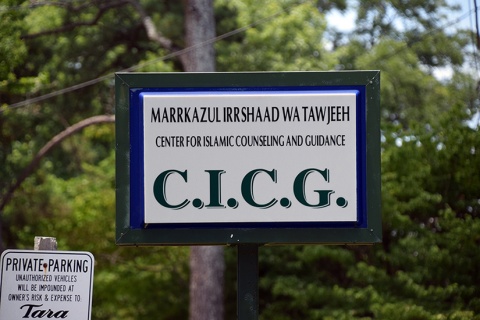 MARRKAZUL IRRSHAAD WA TAWJEEH
CENTER FOR ISLAMIC COUNSELING AND GUIDANCE
C.I.C.G.
PRIVATE PARKING
UNAUTHORIZED VEHICLES
WILL BE IMPOUNDED AT
OWNER'S RISK & EXPENSE TO
Tara